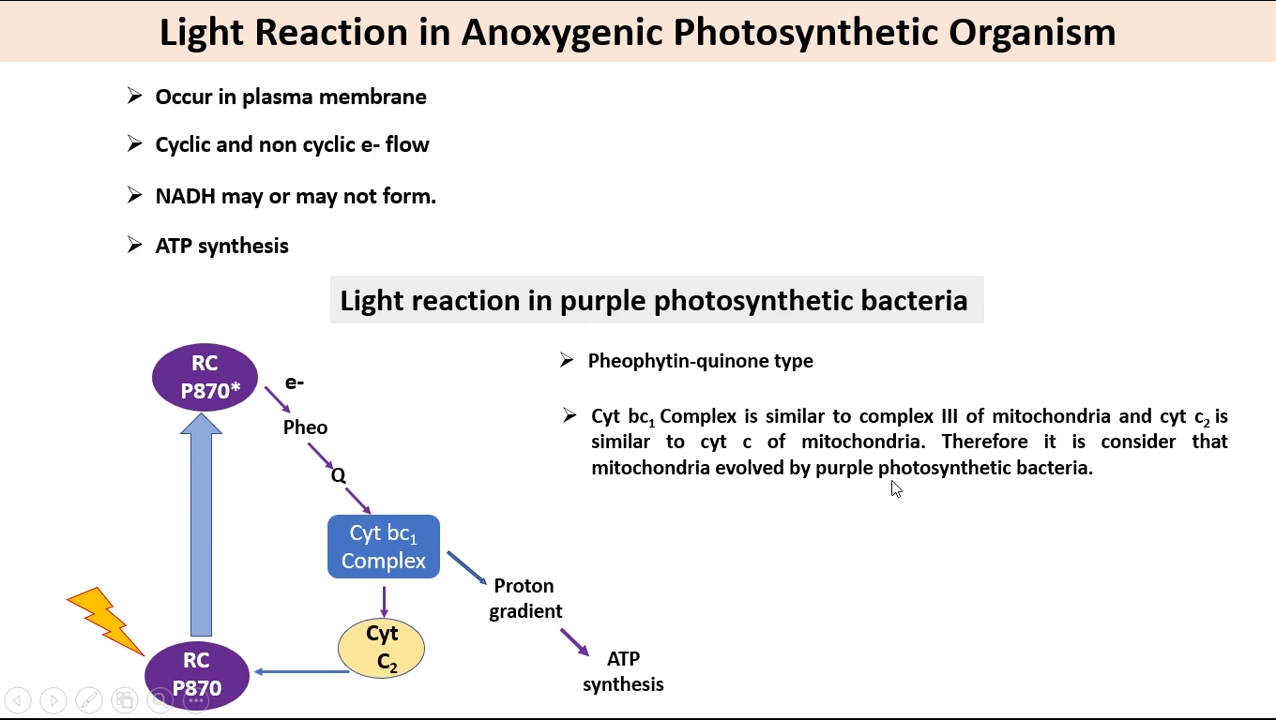 Light Reaction in Anoxygenic Photosynthetic Organism
➢ Occur in plasma membrane
➢ Cyclic and non cyclic e- flow
➢ NADH may or may not form.
➢ ATP synthesis
Light reaction in purple photosynthetic bacteria
➢ Pheophytin-quinone type
➢ Cyt bc₁ Complex is similar to complex III of mitochondria and cyt c₂ is
similar to cyt c of mitochondria. Therefore it is consider that
mitochondria evolved by purple photosynthetic bacteria.
RC
P870*
e-
Pheo
Q
Cyt bc₁
Complex
Proton
gradient
ATP
synthesis
Cyt
C₂
RC
P870